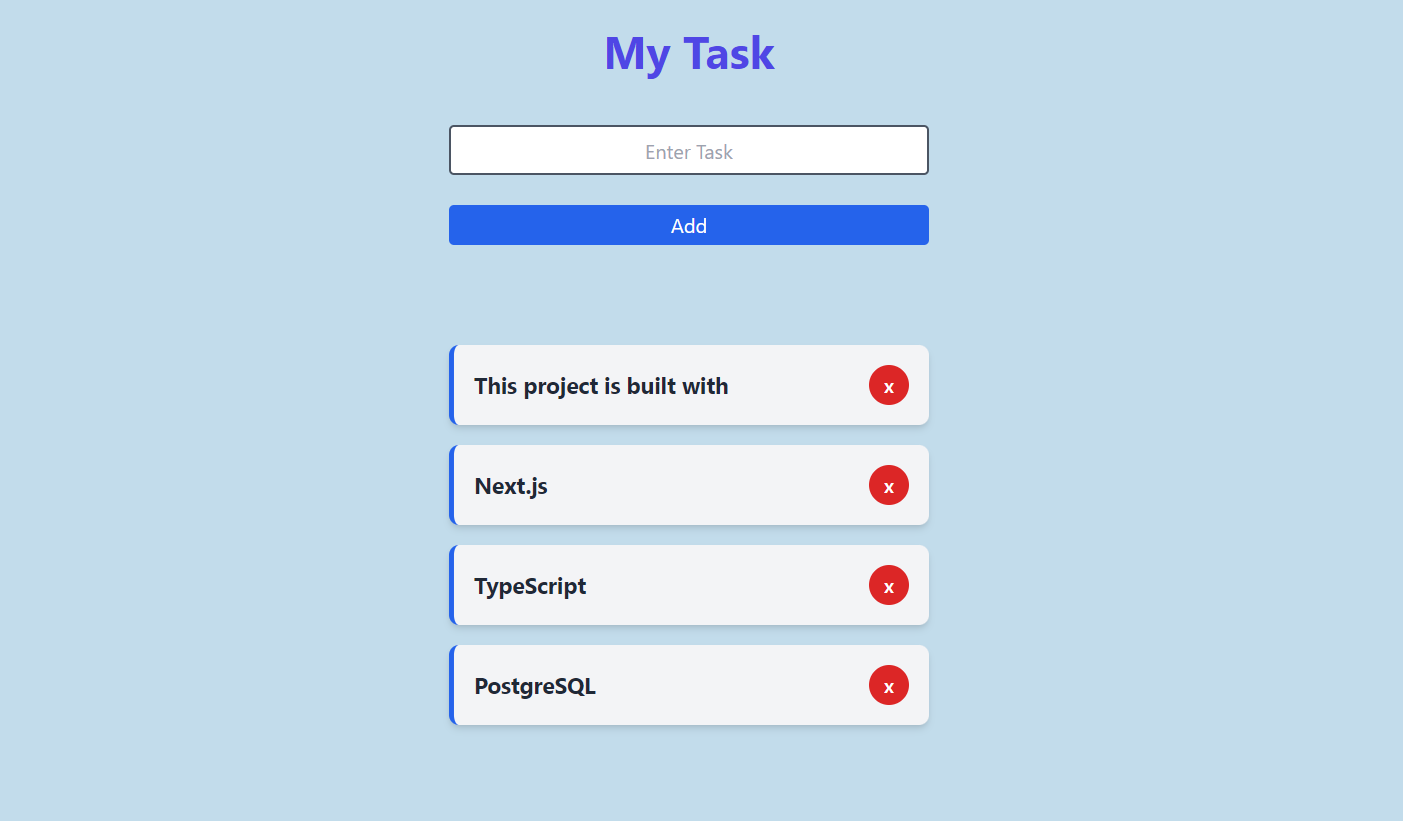 My Task
Enter Task
Add
This project is built with
x
Next.js
x
TypeScript
x
PostgreSQL
x